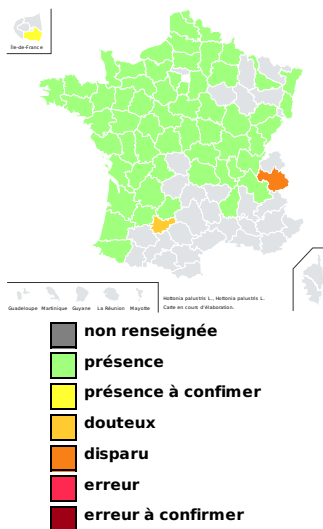 Île-de-France
Guadeloupe Martinique Guyane La Réunion Mayotte
Hottonia palustris L., Hottonia palustris L.
Carte en cours d'élaboration.
non renseignée
présence
présence à confimer
douteux
disparu
erreur
erreur à confirmer